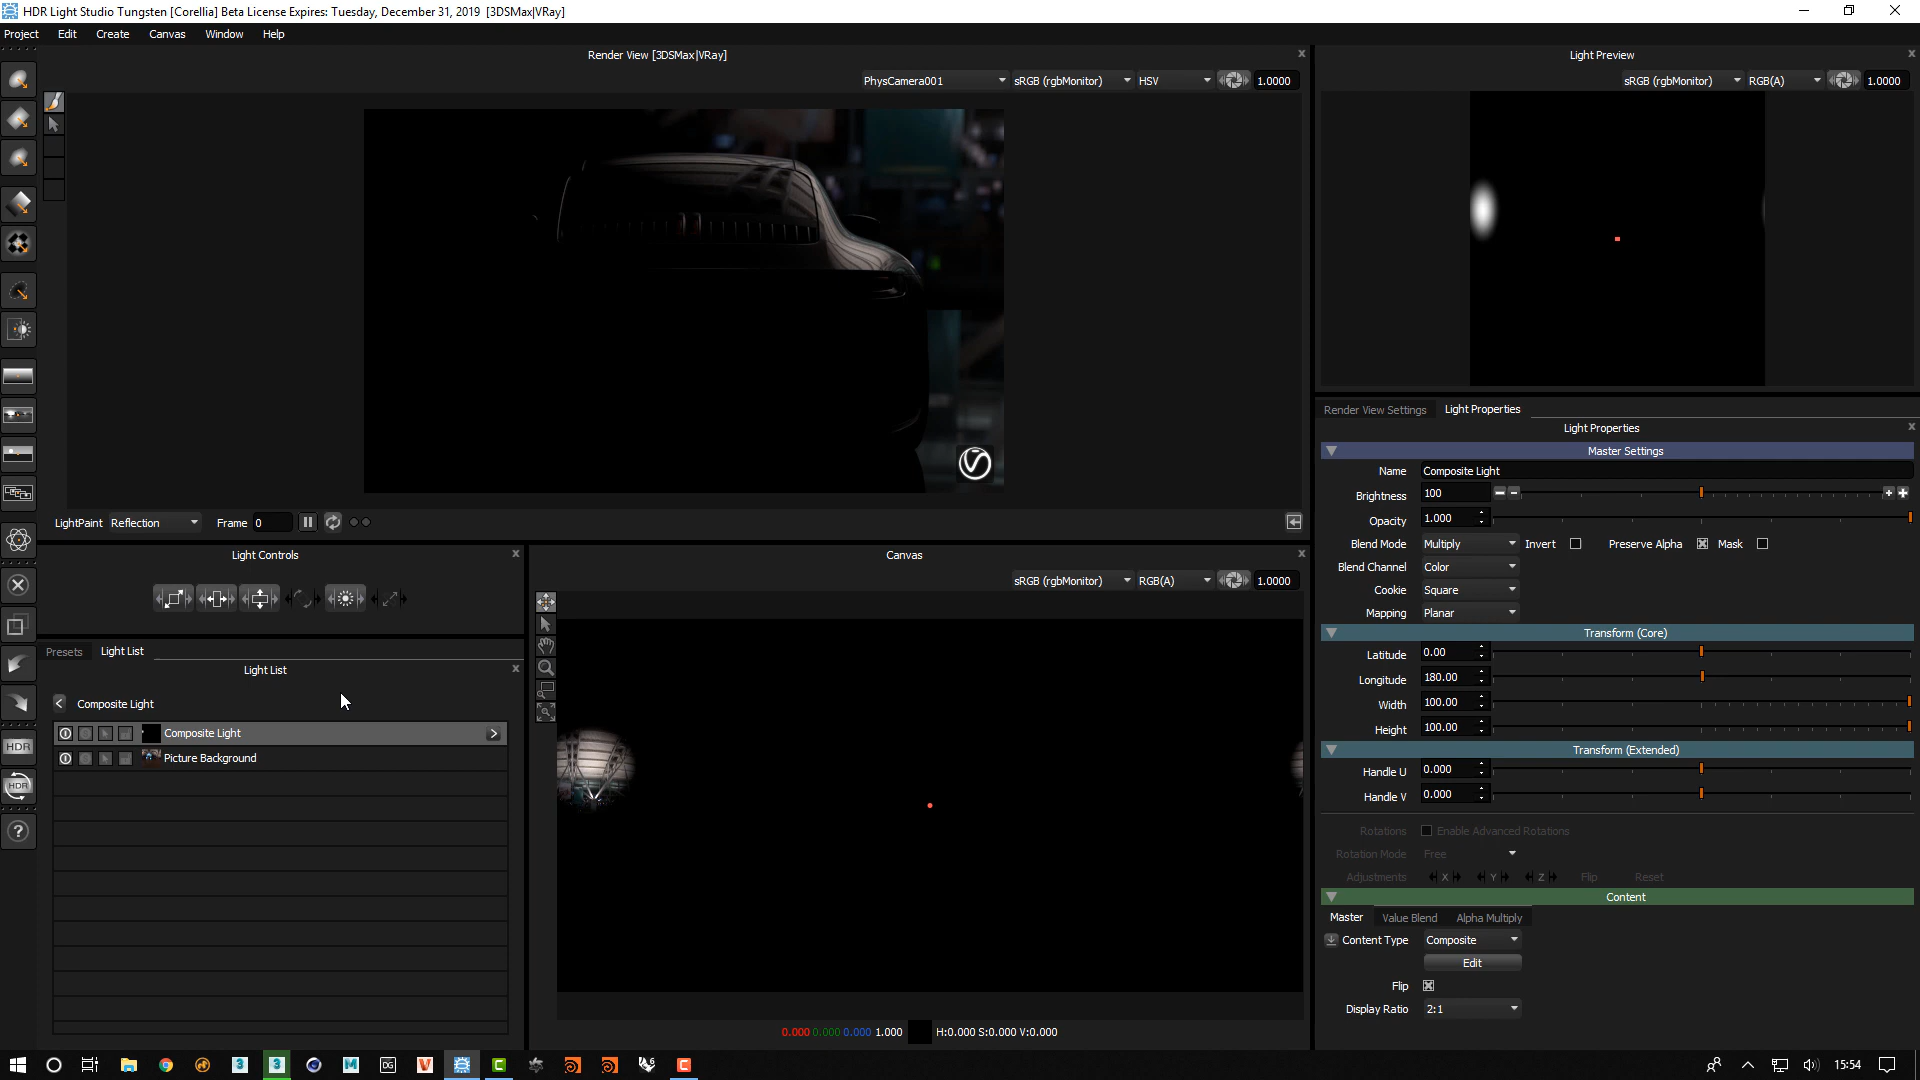 HDR Light Studio Tungsten [Corellia] Beta License Expires: Tuesday, December 31, 2019 [3DSMax|VRay]
Project Edit Create Canvas Window Help
Render View [3DSMax|VRay]
PhysCamera001 sRGB (rgbMonitor) HSV 1.0000
LightPaint Reflection Frame 0
Light Controls
Presets Light List
Light List
Composite Light
Composite Light
Picture Background
HDR
HDR
Canvas
sRGB (rgbMonitor) RGB(A) 1.0000
0.000 0.000 0.000 1.000 H:0.000 S:0.000 V:0.000
Light Preview
sRGB (rgbMonitor) RGB(A) 1.0000
Render View Settings Light Properties
Light Properties
Master Settings
Name Composite Light
Brightness 100
Opacity 1.000
Blend Mode Multiply Invert Preserve Alpha Mask
Blend Channel Color
Cookie Square
Mapping Planar
Transform (Core)
Latitude 0.00
Longitude 180.00
Width 100.00
Height 100.00
Transform (Extended)
Handle U 0.000
Handle V 0.000
Rotations Enable Advanced Rotations
Rotation Mode Free
Adjustments X Y Z Flip Reset
Content
Master Value Blend Alpha Multiply
Content Type Composite
Edit
Flip
Display Ratio 2:1
3 3 M DG V C 6 C 15:54